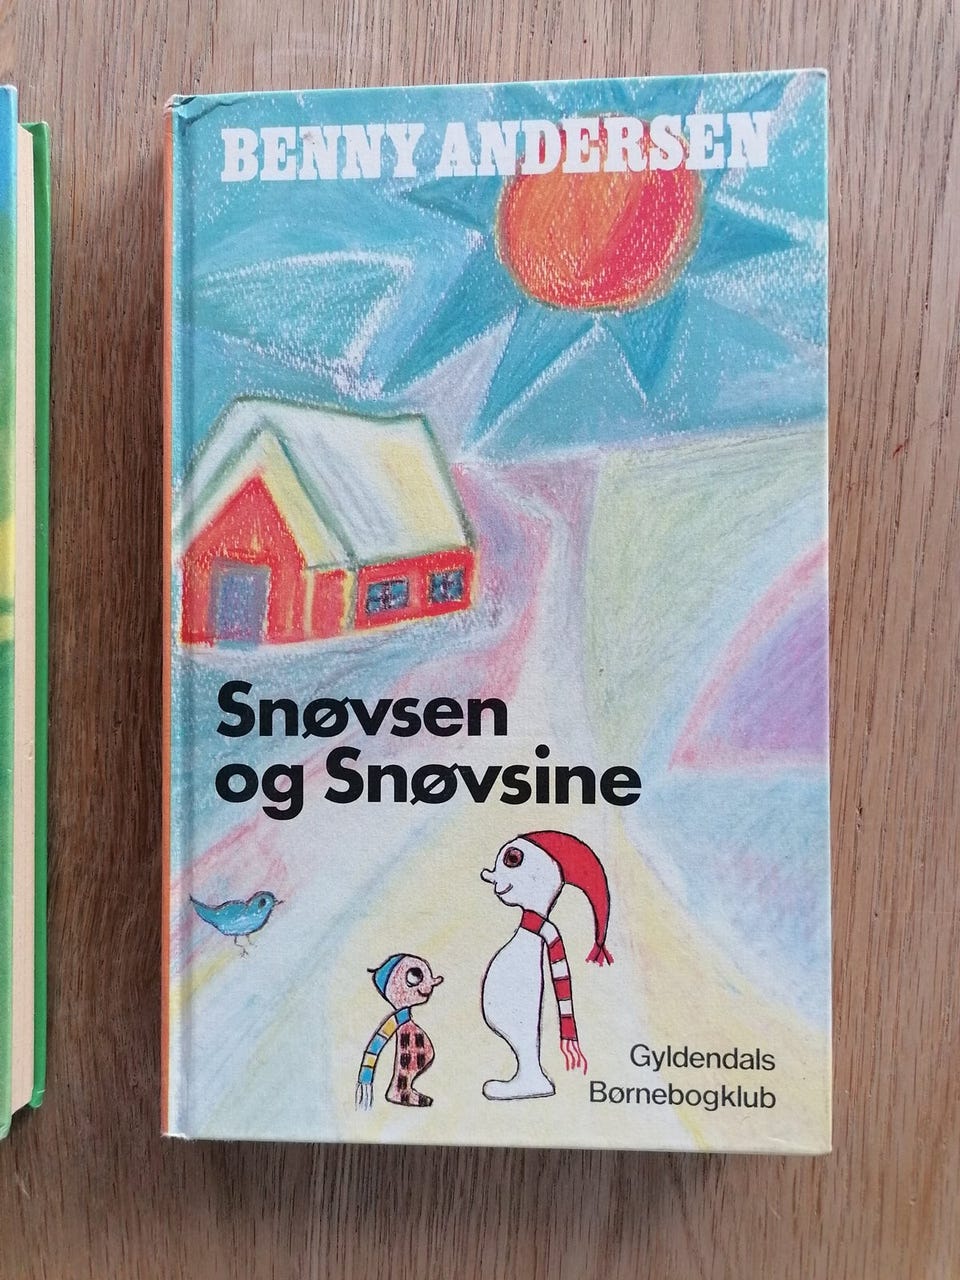 BENNY ANDERSEN
Snøvsen
og Snøvsine
Gyldendals
Børnebogklub